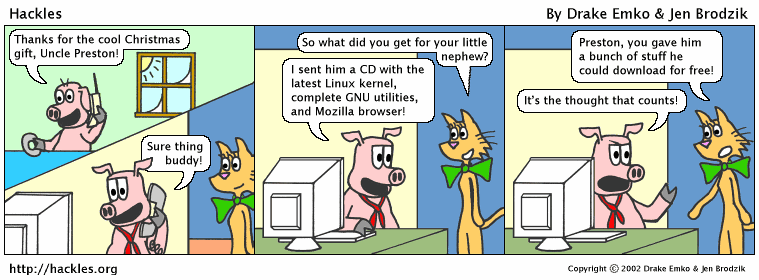 Hackles
By Drake Emko & Jen Brodzik
Thanks for the cool Christmas
gift, Uncle Preston!
Sure thing
buddy!
So what did you get for your little
nephew?
I sent him a CD with the
latest Linux kernel,
complete GNU utilities,
and Mozilla browser!
Preston, you gave him
a bunch of stuff he
could download for free!
It's the thought that counts!
http://hackles.org
Copyright © 2002 Drake Emko & Jen Brodzik